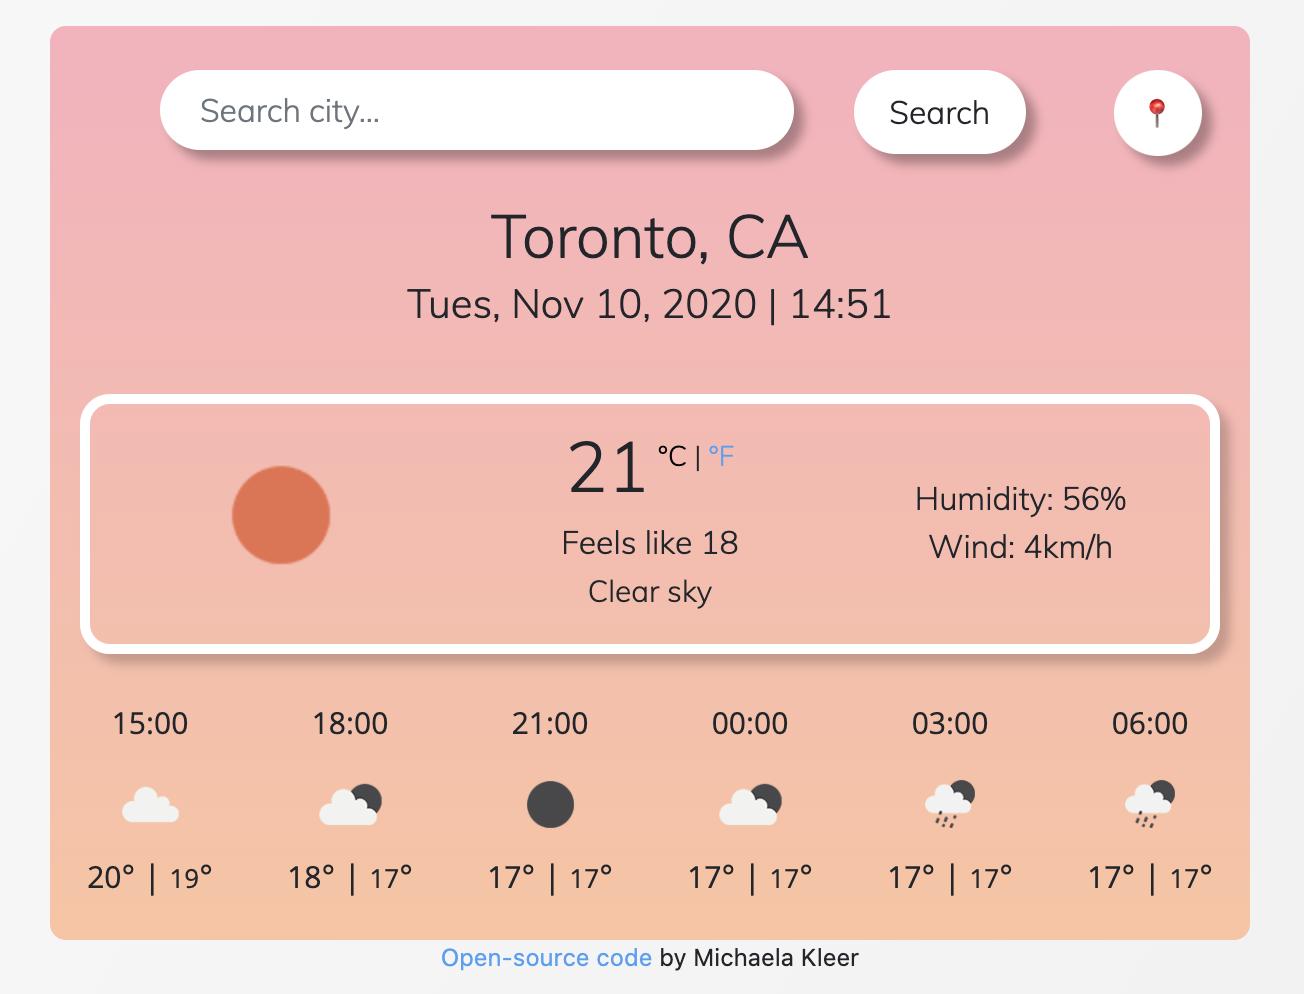 Search city...
Search
Toronto, CA
Tues, Nov 10, 2020 | 14:51
21 °C | °F
Feels like 18
Clear sky
Humidity: 56%
Wind: 4km/h
15:00 18:00 21:00 00:00 03:00 06:00
20° | 19° 18° | 17° 17° | 17° 17° | 17° 17° | 17° 17° | 17°
Open-source code by Michaela Kleer